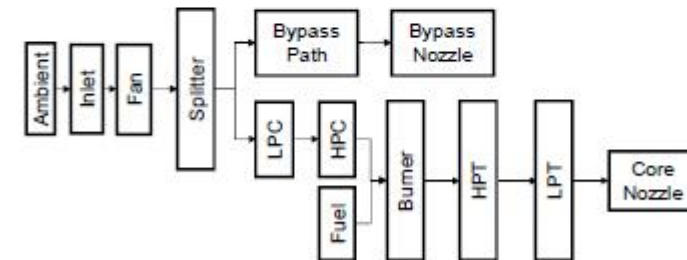 Ambient
Inlet
Fan
Splitter
Bypass
Path
Bypass
Nozzle
LPC
HPC
Fuel
Burner
HPT
LPT
Core
Nozzle